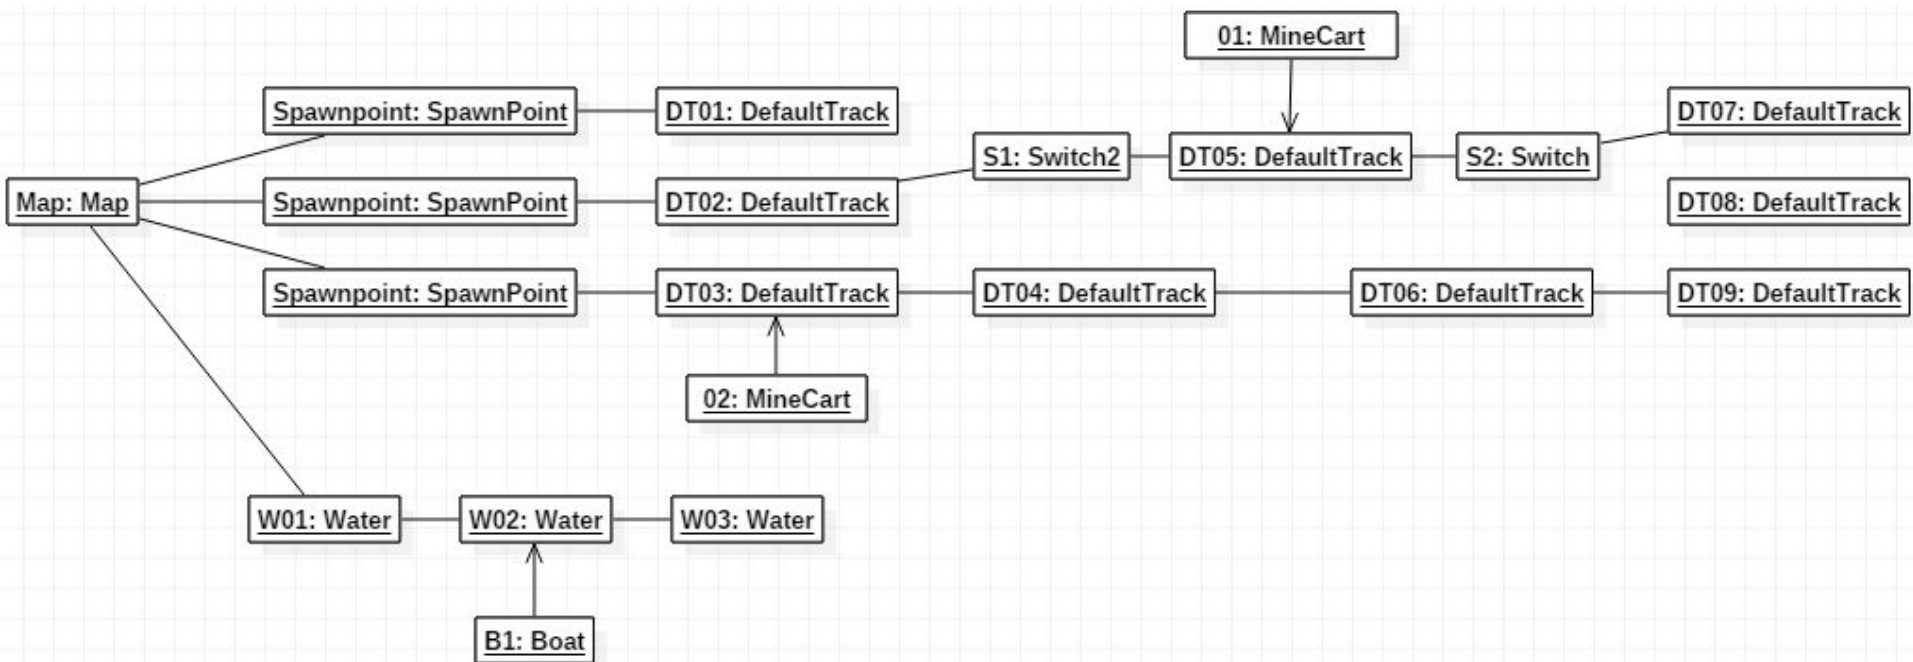 01: MineCart
Spawnpoint: SpawnPoint
DT01: DefaultTrack
DT07: DefaultTrack
S1: Switch2
DT05: DefaultTrack
S2: Switch
Map: Map
Spawnpoint: SpawnPoint
DT02: DefaultTrack
DT08: DefaultTrack
Spawnpoint: SpawnPoint
DT03: DefaultTrack
DT04: DefaultTrack
DT06: DefaultTrack
DT09: DefaultTrack
02: MineCart
W01: Water
W02: Water
W03: Water
B1: Boat